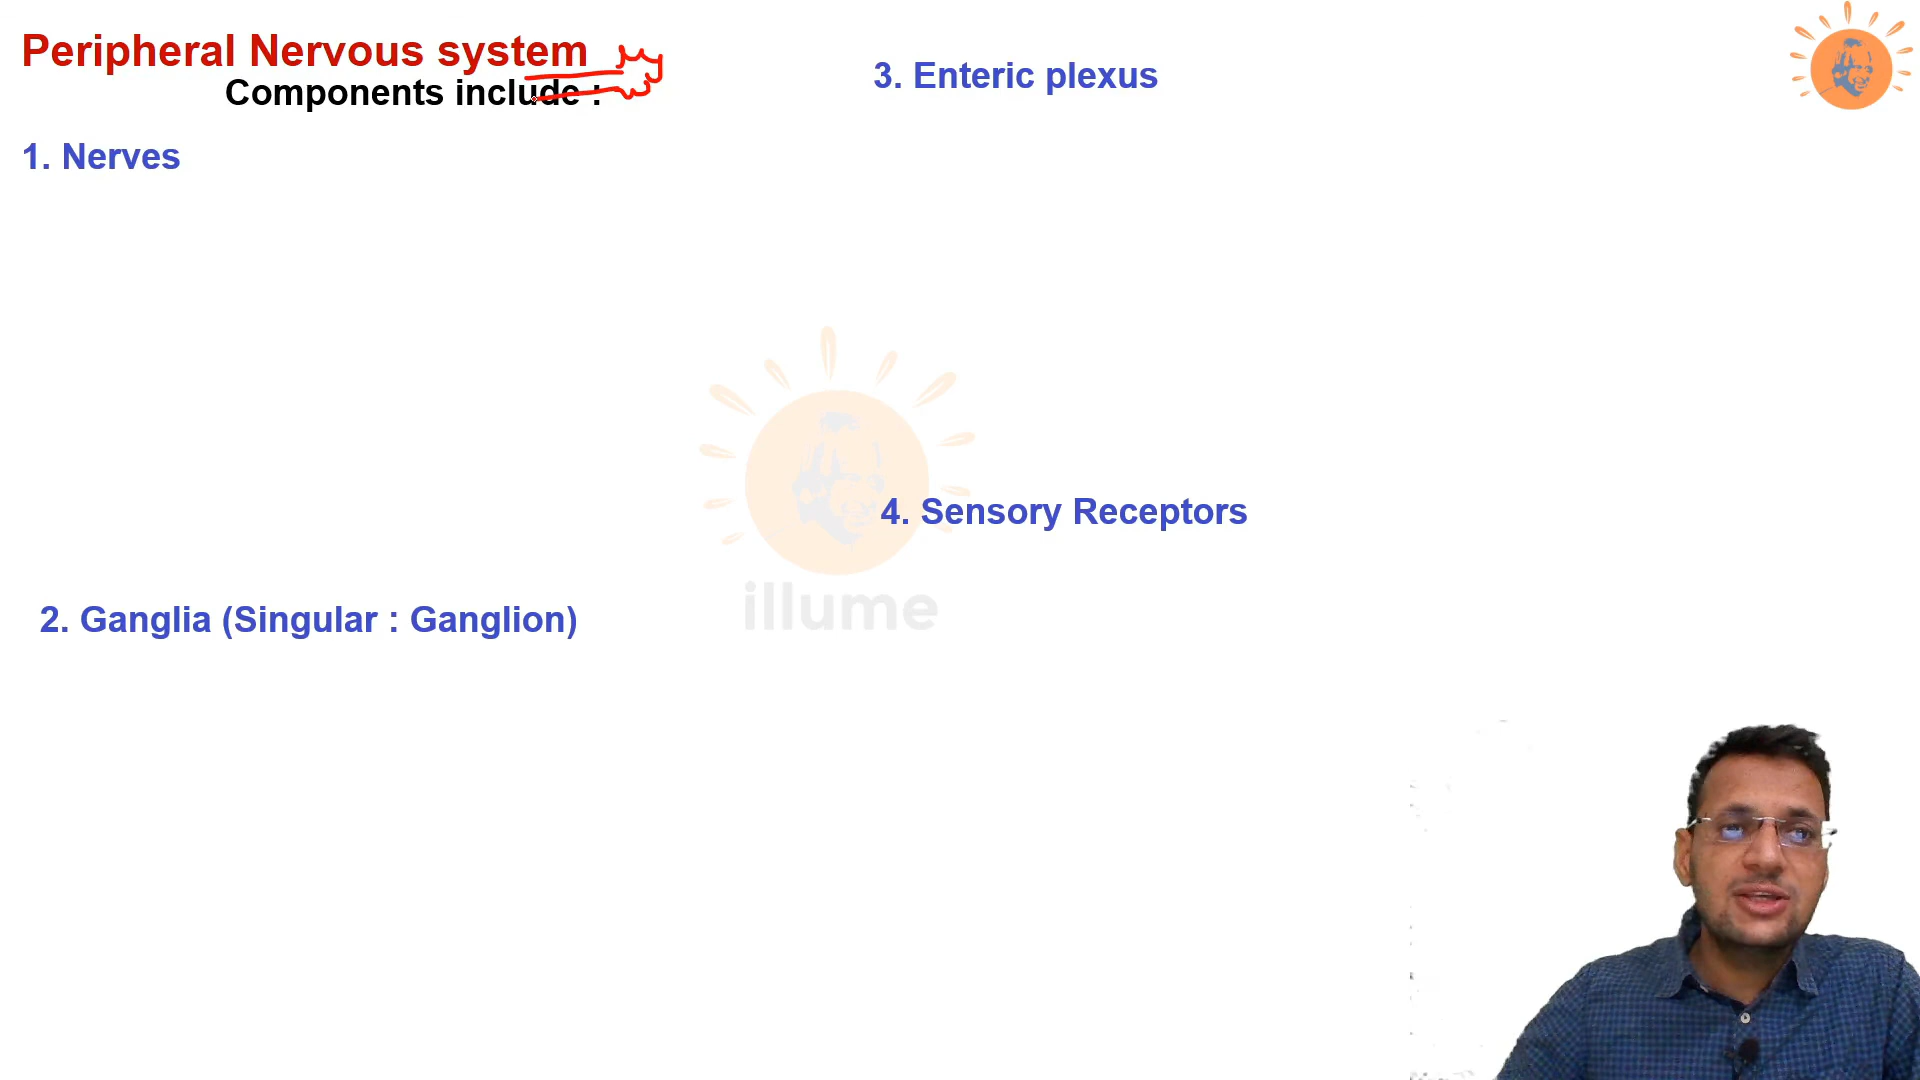 Peripheral Nervous system
Components include :
1. Nerves
2. Ganglia (Singular : Ganglion)
3. Enteric plexus
4. Sensory Receptors
illume